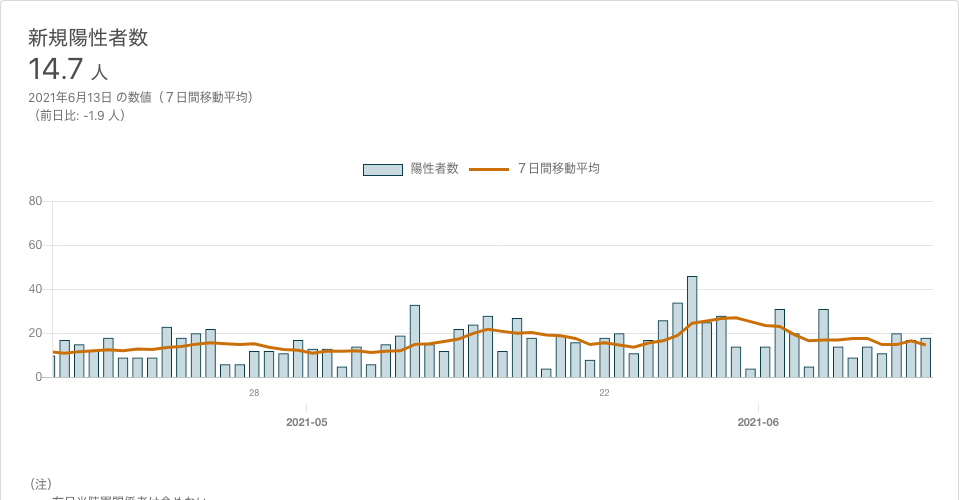 新規陽性者数
14.7 人
2021年6月13日 の数値（７日間移動平均）
（前日比: -1.9 人）
陽性者数
７日間移動平均
80
60
40
20
0
28
22
2021-05
2021-06
（注）